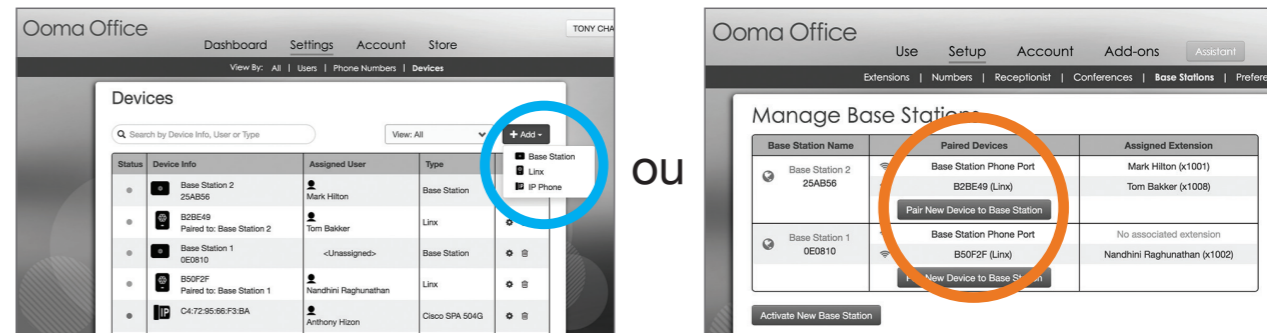 Ooma Office
TONY CHA
Dashboard Settings Account Store
View By: All | Users | Phone Numbers | Devices
Devices
Search by Device Info, User or Type
View: All
+ Add
Base Station
Linx
IP Phone
Status Device Info Assigned User Type
Base Station 2
25AB56
Mark Hilton
Base Station
B2BE49
Paired to: Base Station 2
Tom Bakker
Linx
Base Station 1
0E0810
<Unassigned>
Base Station
B50F2F
Paired to: Base Station 1
Nandhini Raghunathan
Linx
IP
C4:72:95:66:F3:BA
Anthony Hizon
Cisco SPA 504G
ou
Ooma Office
Use Setup Account Add-ons Assistant
Extensions | Numbers | Receptionist | Conferences | Base Stations | Prefere
Manage Base Stations
Base Station Name Paired Devices Assigned Extension
Base Station 2
25AB56
Base Station Phone Port
Mark Hilton (x1001)
B2BE49 (Linx)
Tom Bakker (x1008)
Pair New Device to Base Station
Base Station 1
0E0810
Base Station Phone Port
No associated extension
B50F2F (Linx)
Nandhini Raghunathan (x1002)
New Device to Base Station
Activate New Base Station